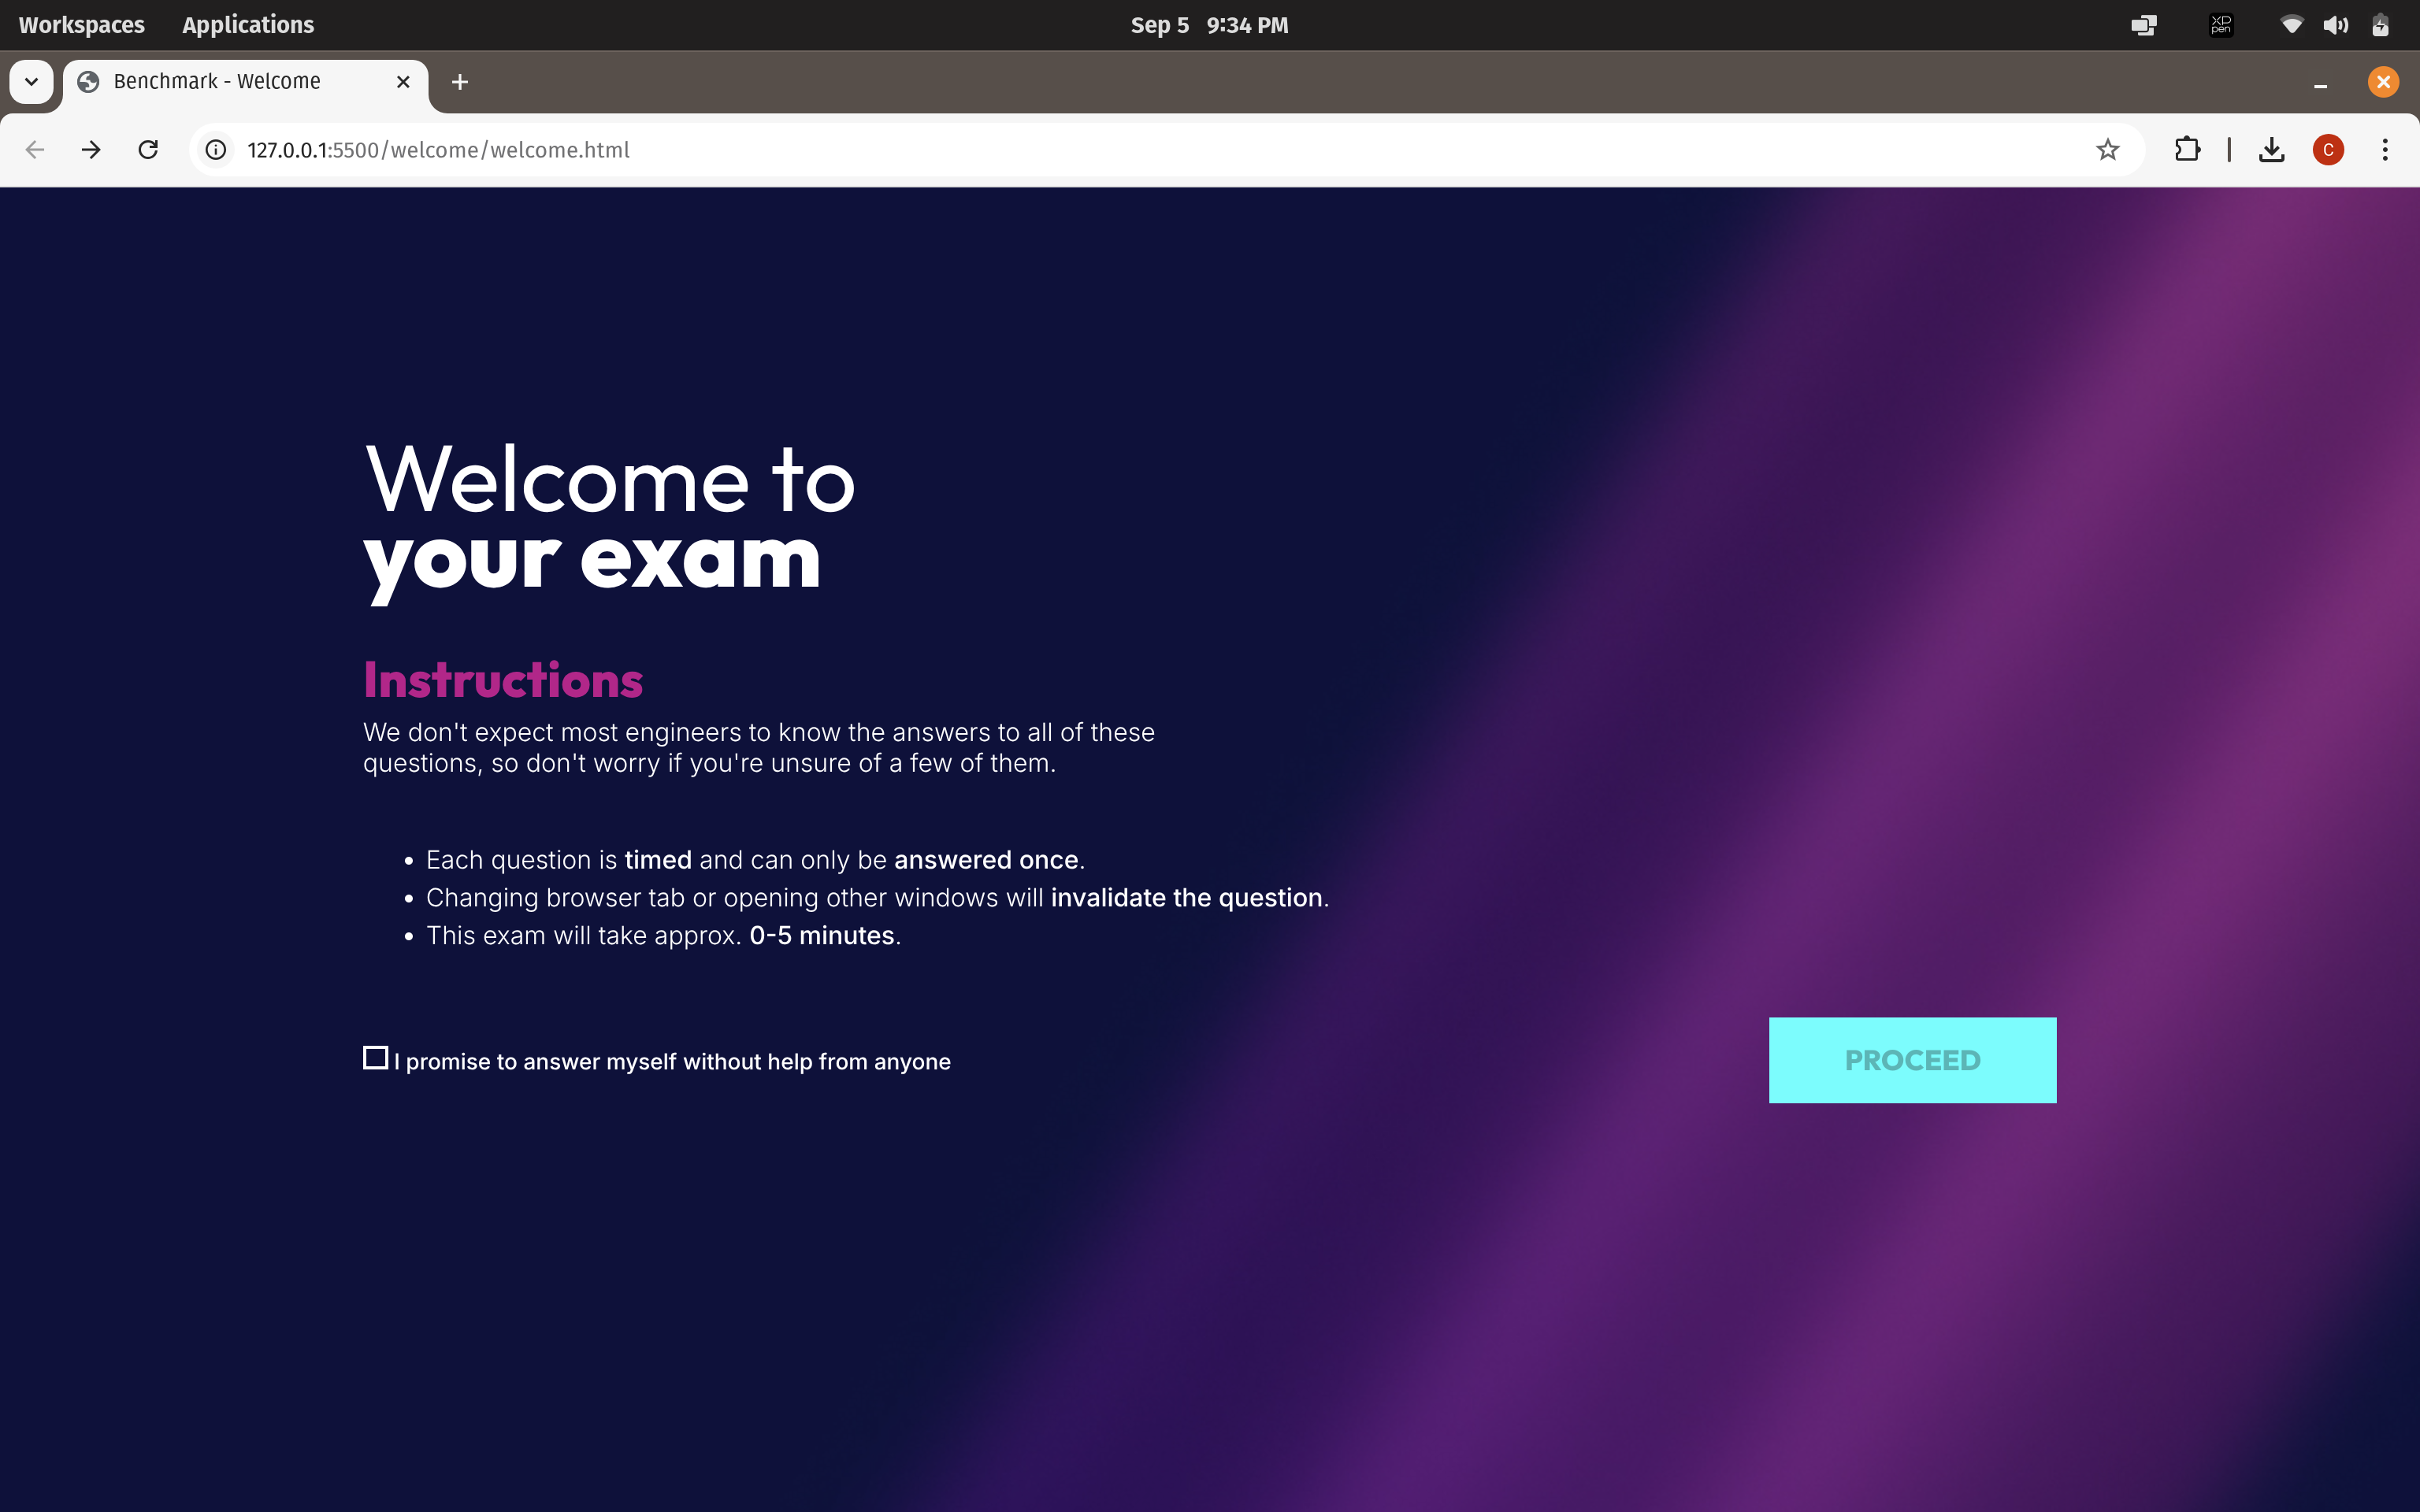 Workspaces Applications Sep 5 9:34 PM XP pen
Benchmark - Welcome
127.0.0.1:5500/welcome/welcome.html C
Welcome to
your exam
Instructions
We don't expect most engineers to know the answers to all of these
questions, so don't worry if you're unsure of a few of them.
• Each question is timed and can only be answered once.
• Changing browser tab or opening other windows will invalidate the question.
• This exam will take approx. 0-5 minutes.
I promise to answer myself without help from anyone
PROCEED